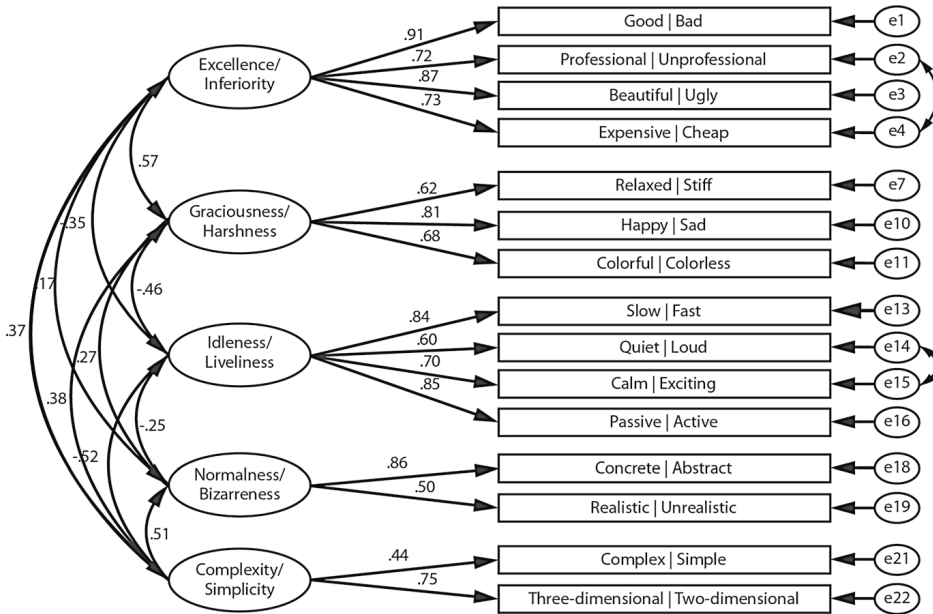 Good | Bad
e1
.91
Excellence/
Inferiority
.72
Professional | Unprofessional
e2
.87
Beautiful | Ugly
e3
.73
Expensive | Cheap
e4
.57
.62
Relaxed | Stiff
e7
Graciousness/
Harshness
.81
Happy | Sad
e10
.68
Colorful | Colorless
e11
-.35
-.46
.17
.37
.84
Slow | Fast
e13
Idleness/
Liveliness
.60
Quiet | Loud
e14
.70
Calm | Exciting
e15
.85
Passive | Active
e16
.27
.38
-.25
-.52
Normalness/
Bizarreness
.86
Concrete | Abstract
e18
.50
Realistic | Unrealistic
e19
.51
Complexity/
Simplicity
.44
Complex | Simple
e21
.75
Three-dimensional | Two-dimensional
e22